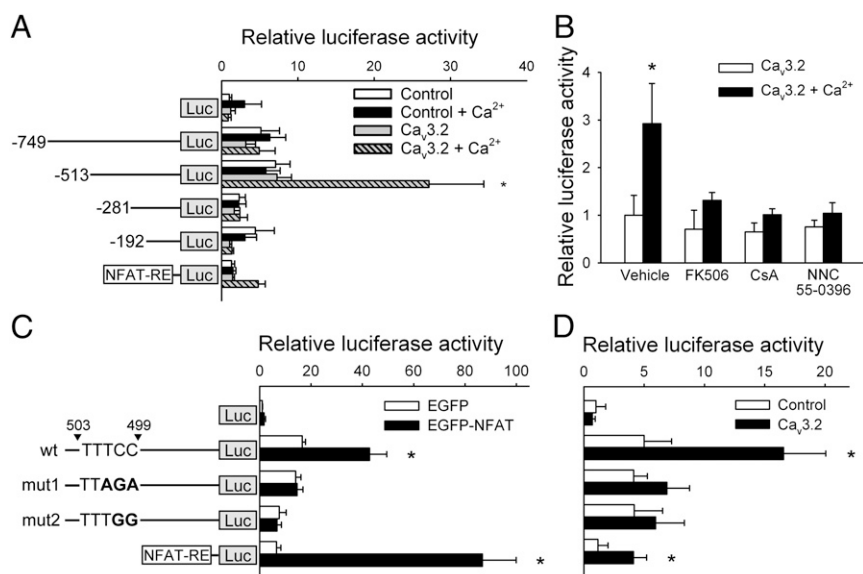 A
Relative luciferase activity
0 10 20 30 40
Luc
-749 Luc
-513 Luc
-281 Luc
-192 Luc
NFAT-RE Luc
Control
Control + Ca²⁺
Caᵥ3.2
Caᵥ3.2 + Ca²⁺
*
B
Relative luciferase activity
0
1
2
3
4
Caᵥ3.2
Caᵥ3.2 + Ca²⁺
*
Vehicle FK506 CsA NNC 55-0396
C
Relative luciferase activity
0 20 40 60 80 100
EGFP
EGFP-NFAT
Luc
503 499
wt TTTCC Luc *
mut1 TTAGA Luc
mut2 TTTGG Luc
NFAT-RE Luc *
D
Relative luciferase activity
0 5 10 15 20
Control
Caᵥ3.2
*
*